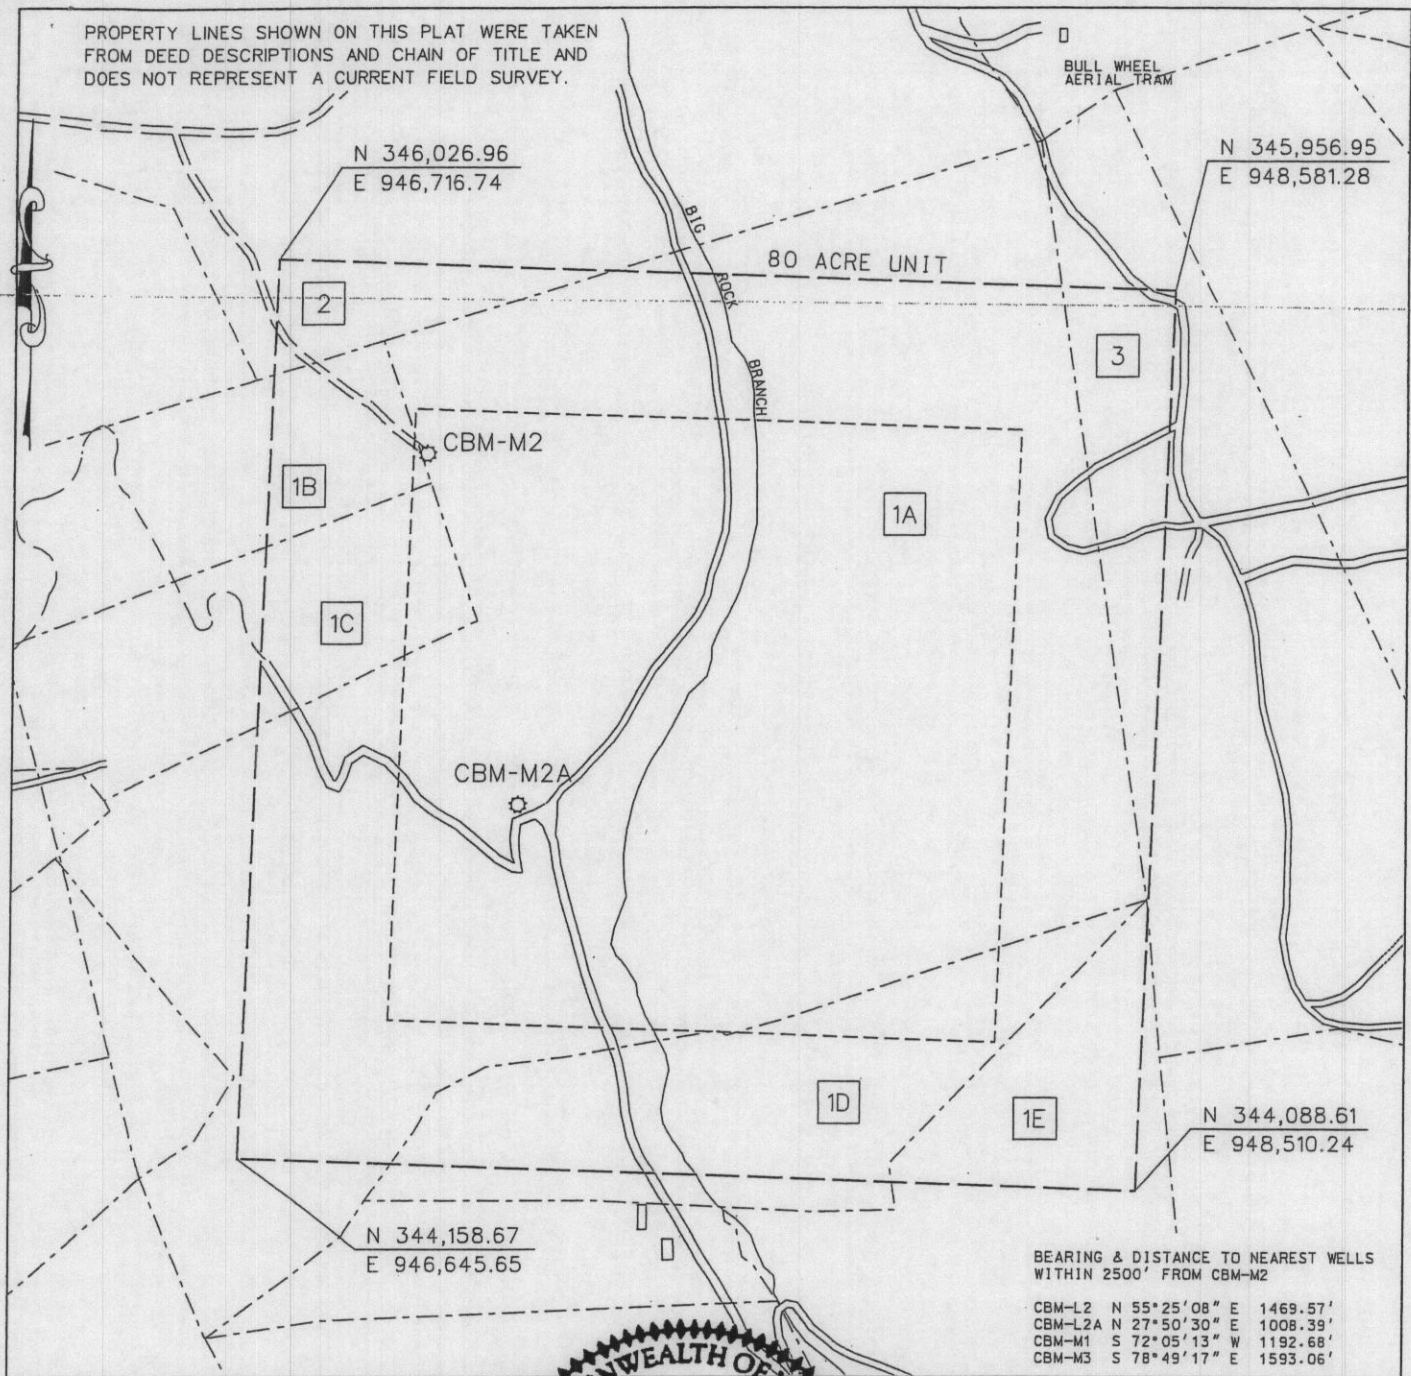 PROPERTY LINES SHOWN ON THIS PLAT WERE TAKEN
FROM DEED DESCRIPTIONS AND CHAIN OF TITLE AND
DOES NOT REPRESENT A CURRENT FIELD SURVEY.
BULL WHEEL
AERIAL TRAM
N 346,026.96
E 946,716.74
N 345,956.95
E 948,581.28
BIG
ROCK
BRANCH
80 ACRE UNIT
2
3
CBM-M2
1B
1A
1C
CBM-M2A
1D
1E
N 344,088.61
E 948,510.24
N 344,158.67
E 946,645.65
BEARING & DISTANCE TO NEAREST WELLS
WITHIN 2500' FROM CBM-M2
CBM-L2 N 55°25'08" E 1469.57'
CBM-L2A N 27°50'30" E 1008.39'
CBM-M1 S 72°05'13" W 1192.68'
CBM-M3 S 78°49'17" E 1593.06'
WEALTH OF